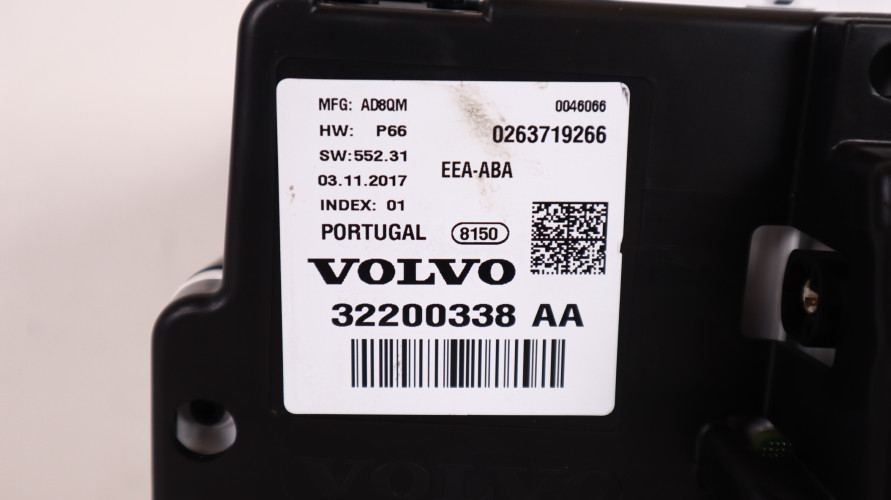 MFG: AD8QM 0046066
HW: P66 0263719266
SW:552.31
EEA-ABA
03.11.2017
INDEX: 01
PORTUGAL 8150
VOLVO
32200338 AA
VOLVO